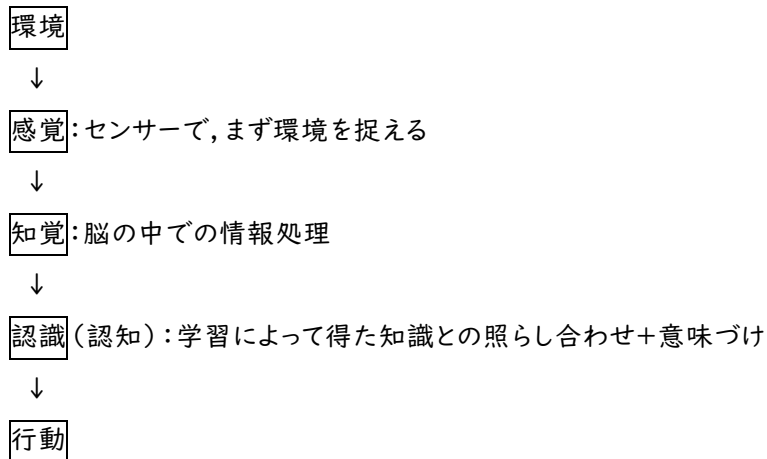 環境
↓
感覚:センサーで,まず環境を捉える
↓
知覚:脳の中での情報処理
↓
認識(認知):学習によって得た知識との照らし合わせ+意味づけ
↓
行動